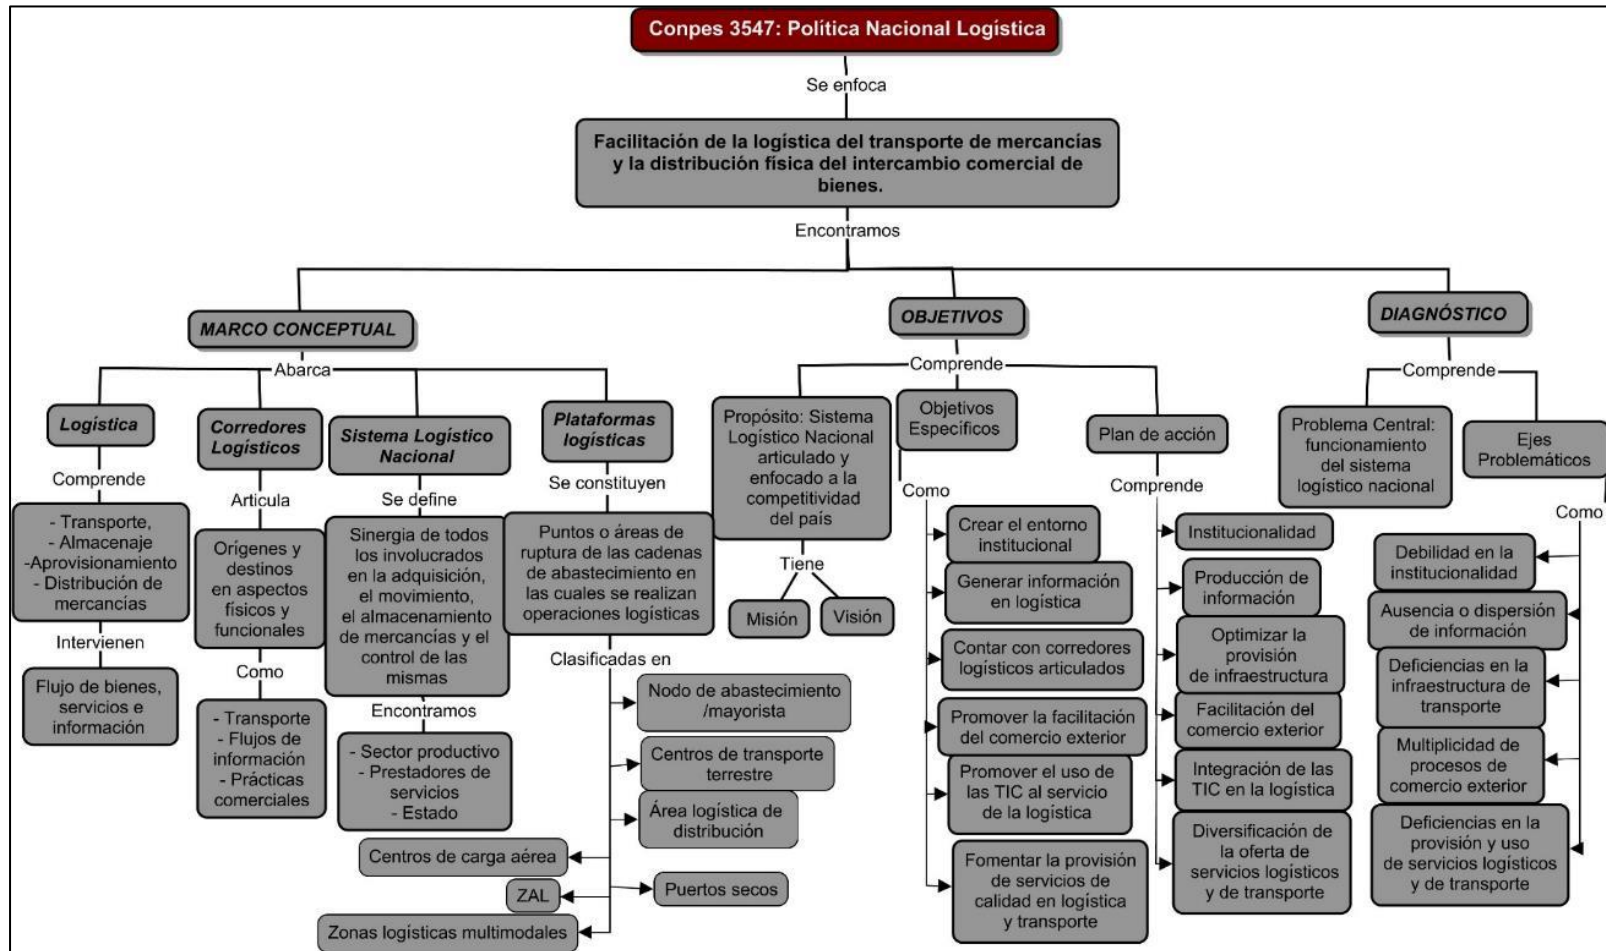 Conpes 3547: Política Nacional Logística
Se enfoca
Facilitación de la logística del transporte de mercancías
y la distribución física del intercambio comercial de
bienes.
Encontramos
MARCO CONCEPTUAL
Abarca
Logística
Comprende
- Transporte,
- Almacenaje
-Aprovisionamiento
- Distribución de
mercancías
Intervienen
Flujo de bienes,
servicios e
información
Corredores
Logísticos
Articula
Orígenes y
destinos
en aspectos
físicos y
funcionales
Como
- Transporte
- Flujos de
información
- Prácticas
comerciales
Sistema Logístico
Nacional
Se define
Sinergia de todos
los involucrados
en la adquisición,
el movimiento,
el almacenamiento
de mercancías y el
control de las
mismas
Encontramos
- Sector productivo
- Prestadores de
servicios
- Estado
Plataformas
logísticas
Se constituyen
Puntos o áreas de
ruptura de las cadenas
de abastecimiento en
las cuales se realizan
operaciones logísticas
Clasificadas en
Nodo de abastecimiento
/mayorista
Centros de transporte
terrestre
Área logística de
distribución
Centros de carga aérea
Puertos secos
ZAL
Zonas logísticas multimodales
OBJETIVOS
Comprende
Propósito: Sistema
Logístico Nacional
articulado y
enfocado a la
competitividad
del país
Tiene
Misión
Visión
Objetivos
Específicos
Como
Crear el entorno
institucional
Generar información
en logística
Contar con corredores
logísticos articulados
Promover la facilitación
del comercio exterior
Promover el uso de
las TIC al servicio
de la logística
Fomentar la provisión
de servicios de
calidad en logística
y transporte
Plan de acción
Comprende
Institucionalidad
Producción de
información
Optimizar la
provisión
de infraestructura
Facilitación del
comercio exterior
Integración de las
TIC en la logística
Diversificación de
la oferta de
servicios logísticos
y de transporte
DIAGNÓSTICO
Comprende
Problema Central:
funcionamiento
del sistema
logístico nacional
Ejes
Problemáticos
Como
Debilidad en la
institucionalidad
Ausencia o dispersión
de información
Deficiencias en la
infraestructura de
transporte
Multiplicidad de
procesos de
comercio exterior
Deficiencias en la
provisión y uso
de servicios logísticos
y de transporte